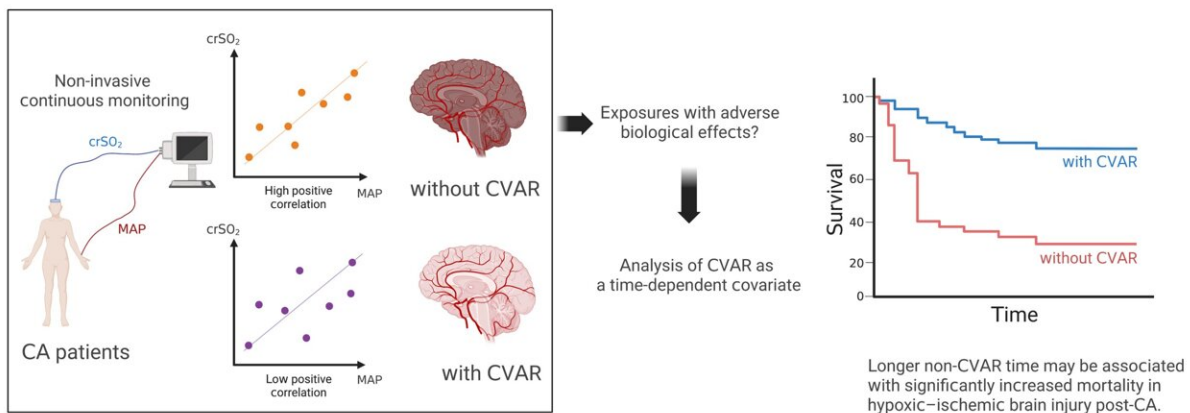 Non-invasive
continuous monitoring
crSO₂
MAP
CA patients
crSO₂
High positive
correlation
MAP
without CVAR
crSO₂
Low positive
correlation
MAP
with CVAR
Exposures with adverse
biological effects?
Analysis of CVAR as
a time-dependent covariate
Survival
100
80
60
40
20
0
with CVAR
without CVAR
Time
Longer non-CVAR time may be associated
with significantly increased mortality in
hypoxic–ischemic brain injury post-CA.